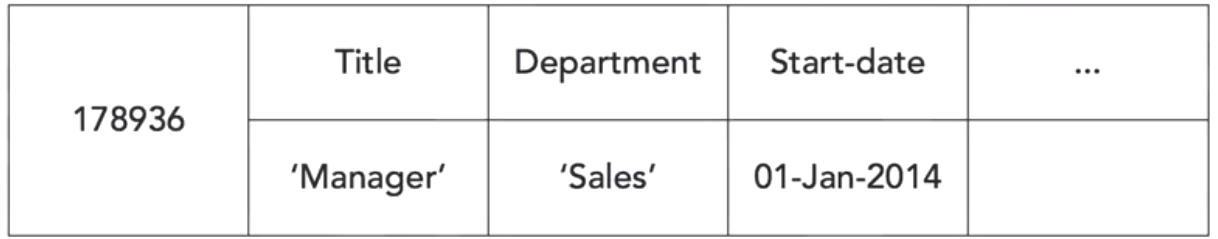 Title Department Start-date ...
178936
‘Manager’ ‘Sales’ 01-Jan-2014